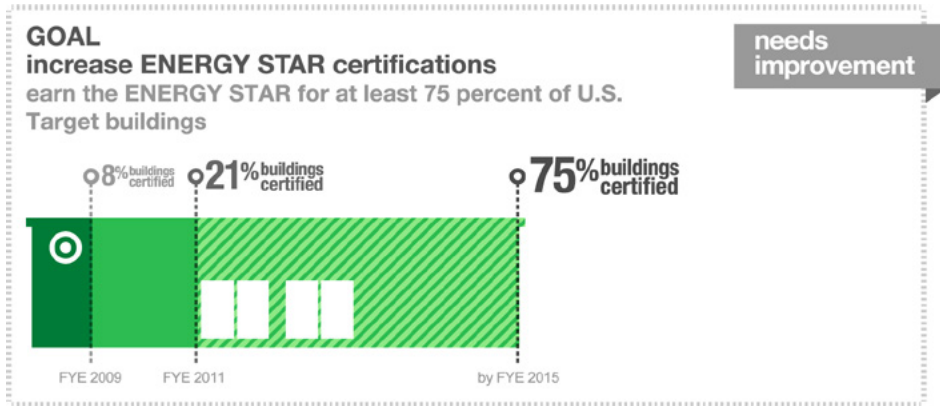 GOAL
increase ENERGY STAR certifications
earn the ENERGY STAR for at least 75 percent of U.S.
Target buildings
needs
improvement
8% buildings
certified
21% buildings
certified
75% buildings
certified
FYE 2009
FYE 2011
by FYE 2015